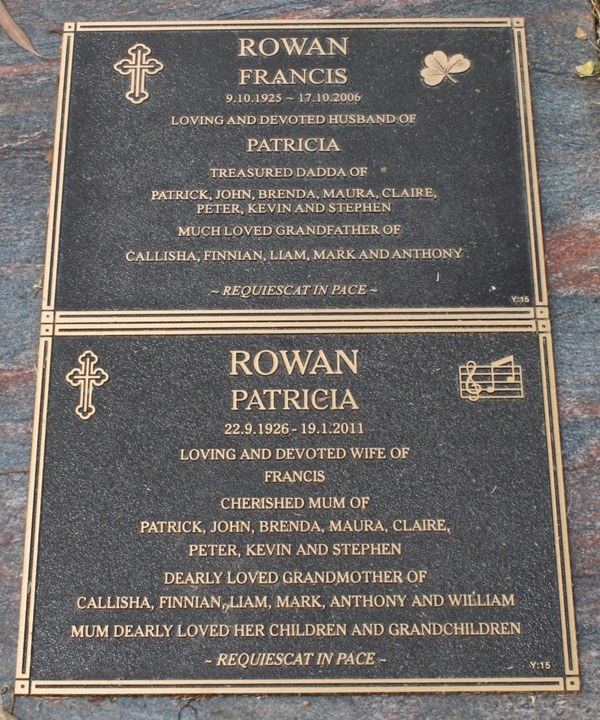 ROWAN
FRANCIS
9.10.1925 ~ 17.10.2006
LOVING AND DEVOTED HUSBAND OF
PATRICIA
TREASURED DADDA OF
PATRICK, JOHN, BRENDA, MAURA, CLAIRE,
PETER, KEVIN AND STEPHEN
MUCH LOVED GRANDFATHER OF
CALLISHA, FINNIAN, LIAM, MARK AND ANTHONY
~ REQUIESCAT IN PACE ~
Y:15
ROWAN
PATRICIA
22.9.1926 - 19.1.2011
LOVING AND DEVOTED WIFE OF
FRANCIS
CHERISHED MUM OF
PATRICK, JOHN, BRENDA, MAURA, CLAIRE,
PETER, KEVIN AND STEPHEN
DEARLY LOVED GRANDMOTHER OF
CALLISHA, FINNIAN, LIAM, MARK, ANTHONY AND WILLIAM
MUM DEARLY LOVED HER CHILDREN AND GRANDCHILDREN
~ REQUIESCAT IN PACE ~
Y:15